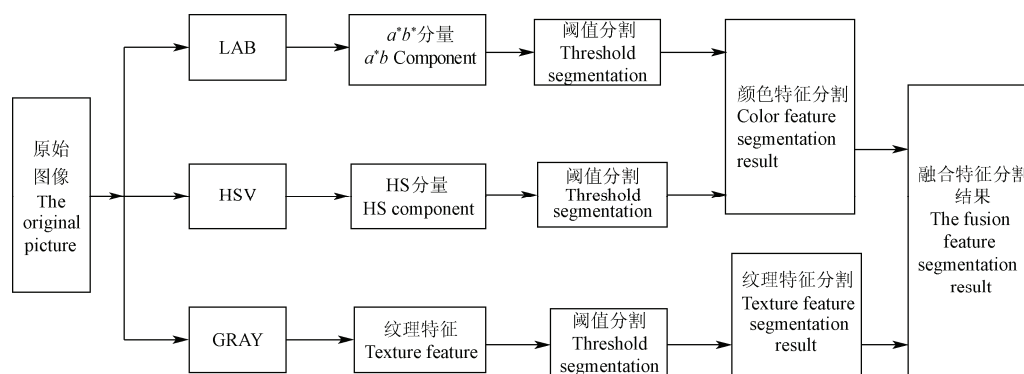 原始
图像
The
original
picture
LAB
a*b*分量
a*b Component
阈值分割
Threshold
segmentation
HSV
HS分量
HS component
阈值分割
Threshold
segmentation
颜色特征分割
Color feature
segmentation
result
GRAY
纹理特征
Texture feature
阈值分割
Threshold
segmentation
纹理特征分割
Texture feature
segmentation
result
融合特征分割
结果
The fusion
feature
segmentation
result